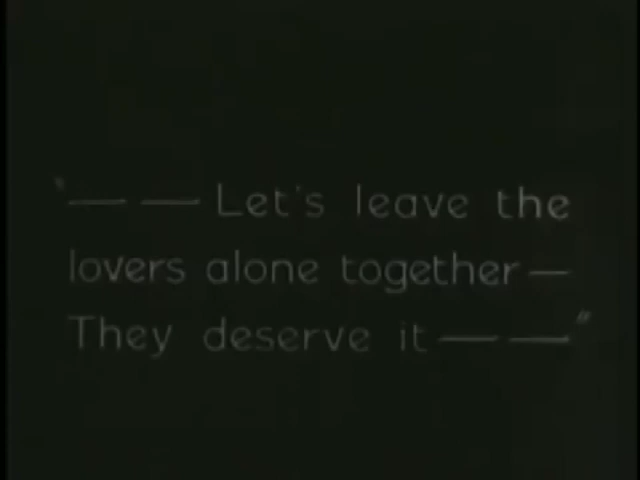 "— — Let's leave the
lovers alone together —
They deserve it — —"